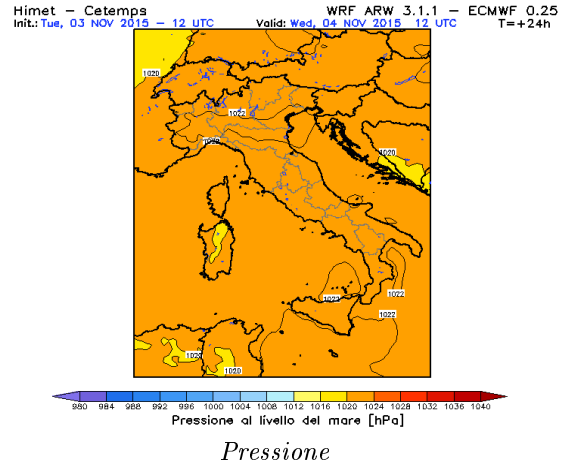 Himet − Cetemps WRF ARW 3.1.1 − ECMWF 0.25
Init.: Tue, 03 NOV 2015 − 12 UTC Valid: Wed, 04 NOV 2015 12 UTC T=+24h
1020
1022
1022
1020
1022
1022
1022
1020
1020
980 984 988 992 996 1000 1004 1008 1012 1016 1020 1024 1028 1032 1036 1040
Pressione al livello del mare [hPa]
Pressione